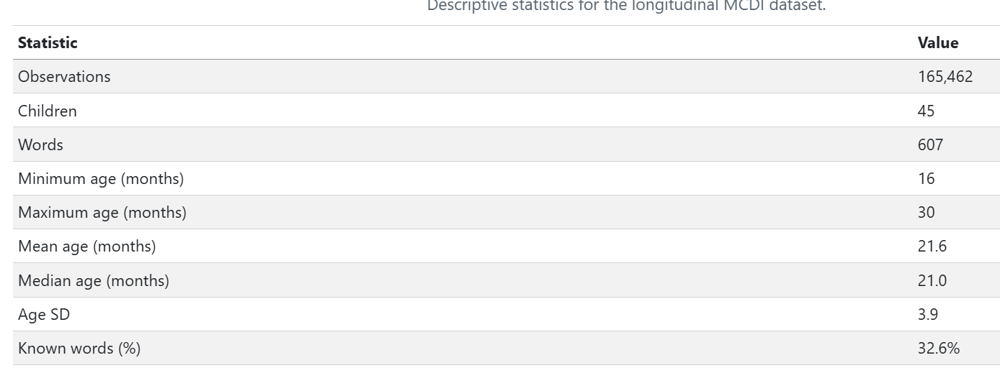 Descriptive statistics for the longitudinal MCDI dataset.
Statistic Value
Observations 165,462
Children 45
Words 607
Minimum age (months) 16
Maximum age (months) 30
Mean age (months) 21.6
Median age (months) 21.0
Age SD 3.9
Known words (%) 32.6%